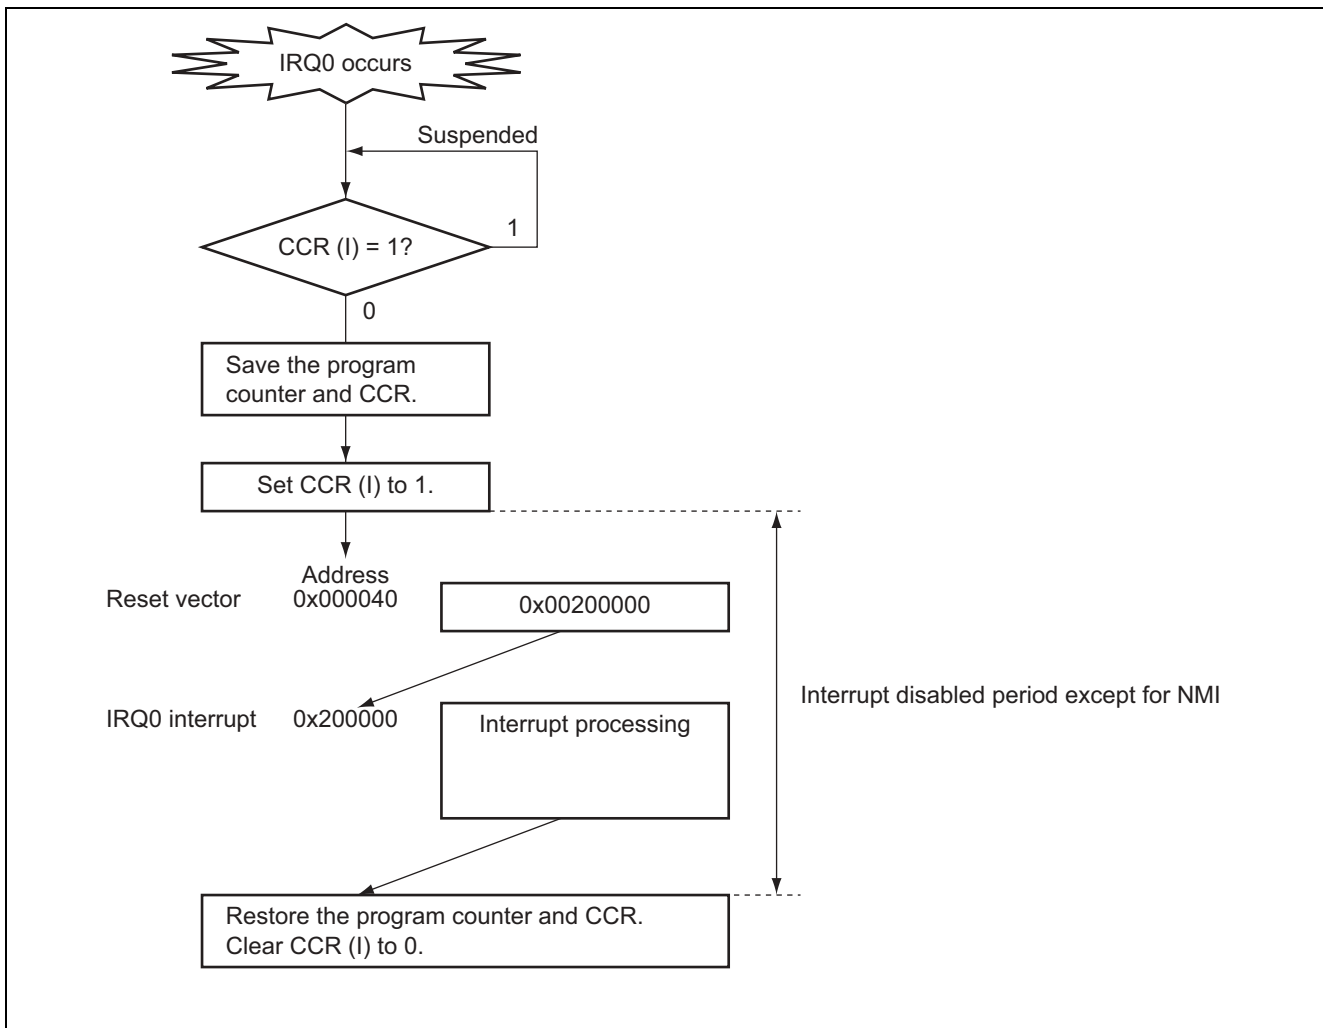 IRQ0 occurs
Suspended
1
CCR (I) = 1?
0
Save the program
counter and CCR.
Set CCR (I) to 1.
Address
Reset vector 0x000040 0x00200000
Interrupt disabled period except for NMI
IRQ0 interrupt 0x200000 Interrupt processing
Restore the program counter and CCR.
Clear CCR (I) to 0.